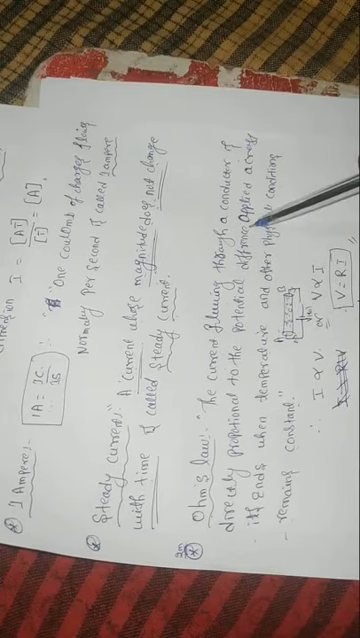 Dimension I = [AT] / [T] = [A].
1 Ampere:-
1A = 1C / 1S
"One coulomb of charges flowing
Normaly per second is called 1 ampere
Steady current:- A current whose magnitude does not change
with time is called steady current.
2m
Ohm's law:- "The current flowing through a conductor is
directly proportional to the potential difference applied across
its ends when temperature and other physical condition
remaing constant."
A B
∴ I ∝ V or V ∝ I
V = RI